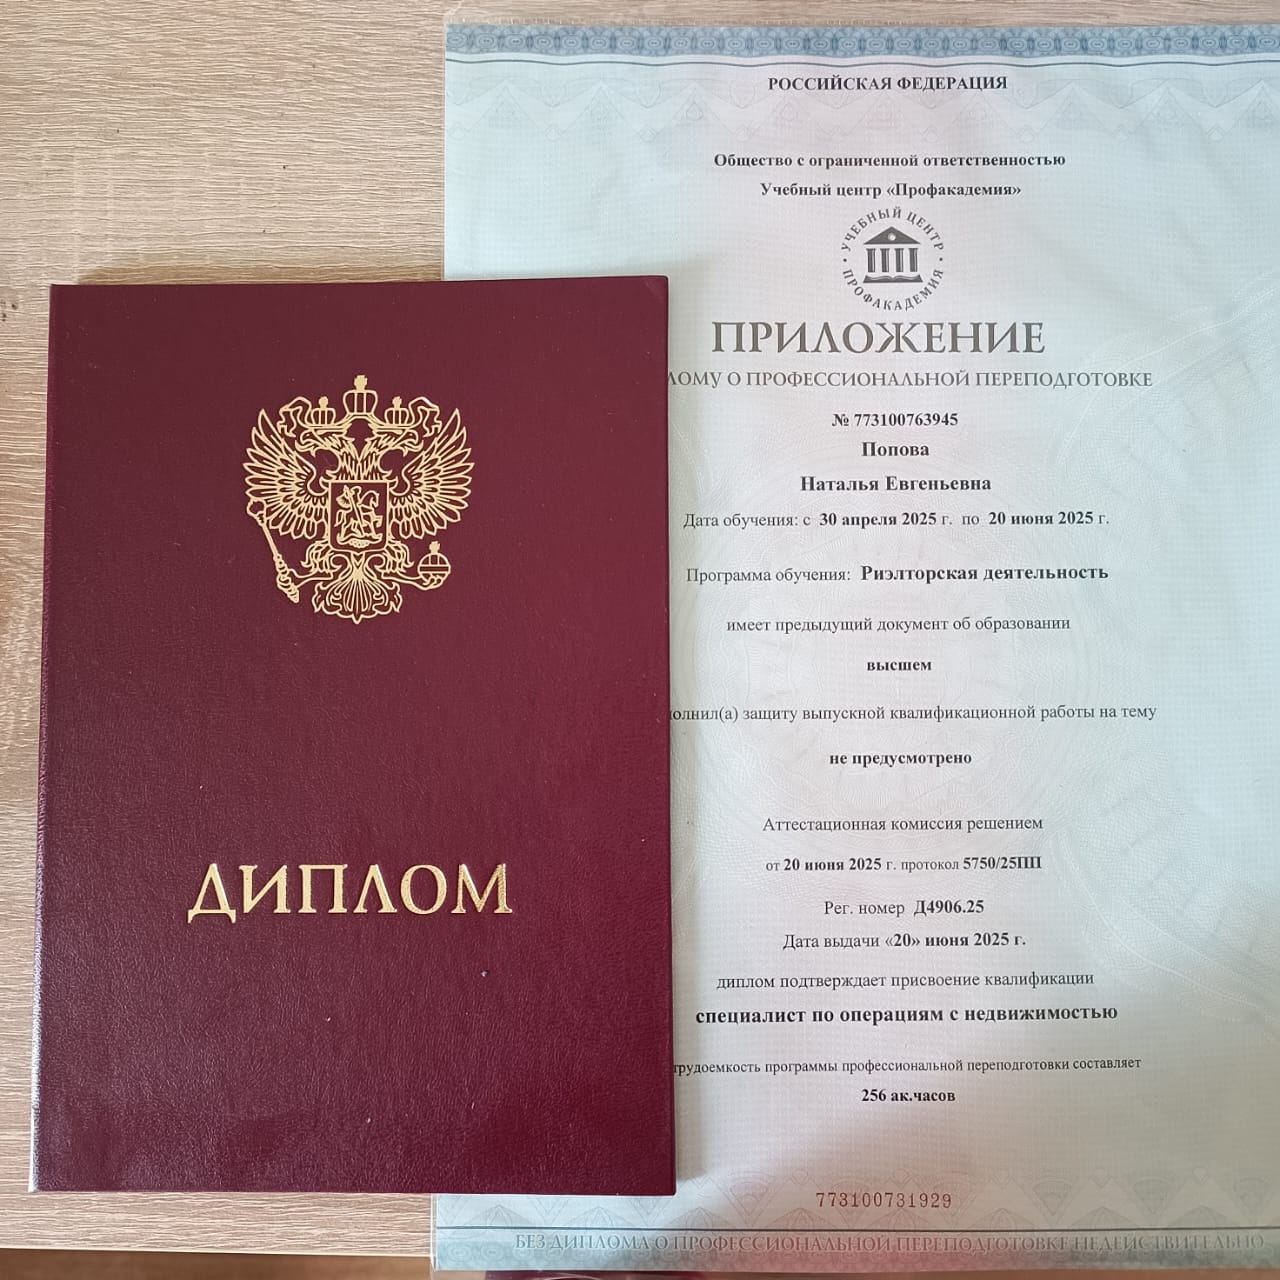 ДИПЛОМ
РОССИЙСКАЯ ФЕДЕРАЦИЯ
Общество с ограниченной ответственностью
Учебный центр «Профакадемия»
УЧЕБНЫЙ ЦЕНТР
ПРОФАКАДЕМИЯ
ПРИЛОЖЕНИЕ
ЛОМУ О ПРОФЕССИОНАЛЬНОЙ ПЕРЕПОДГОТОВКЕ
№ 773100763945
Попова
Наталья Евгеньевна
Дата обучения: с 30 апреля 2025 г. по 20 июня 2025 г.
Программа обучения: Риэлторская деятельность
имеет предыдущий документ об образовании
высшем
олнил(а) защиту выпускной квалификационной работы на тему
не предусмотрено
Аттестационная комиссия решением
от 20 июня 2025 г. протокол 5750/25ПП
Рег. номер Д4906.25
Дата выдачи «20» июня 2025 г.
диплом подтверждает присвоение квалификации
специалист по операциям с недвижимостью
трудоемкость программы профессиональной переподготовки составляет
256 ак.часов
773100731929
БЕЗ ДИПЛОМА О ПРОФЕССИОНАЛЬНОЙ ПЕРЕПОДГОТОВКЕ НЕДЕЙСТВИТЕЛЬНО